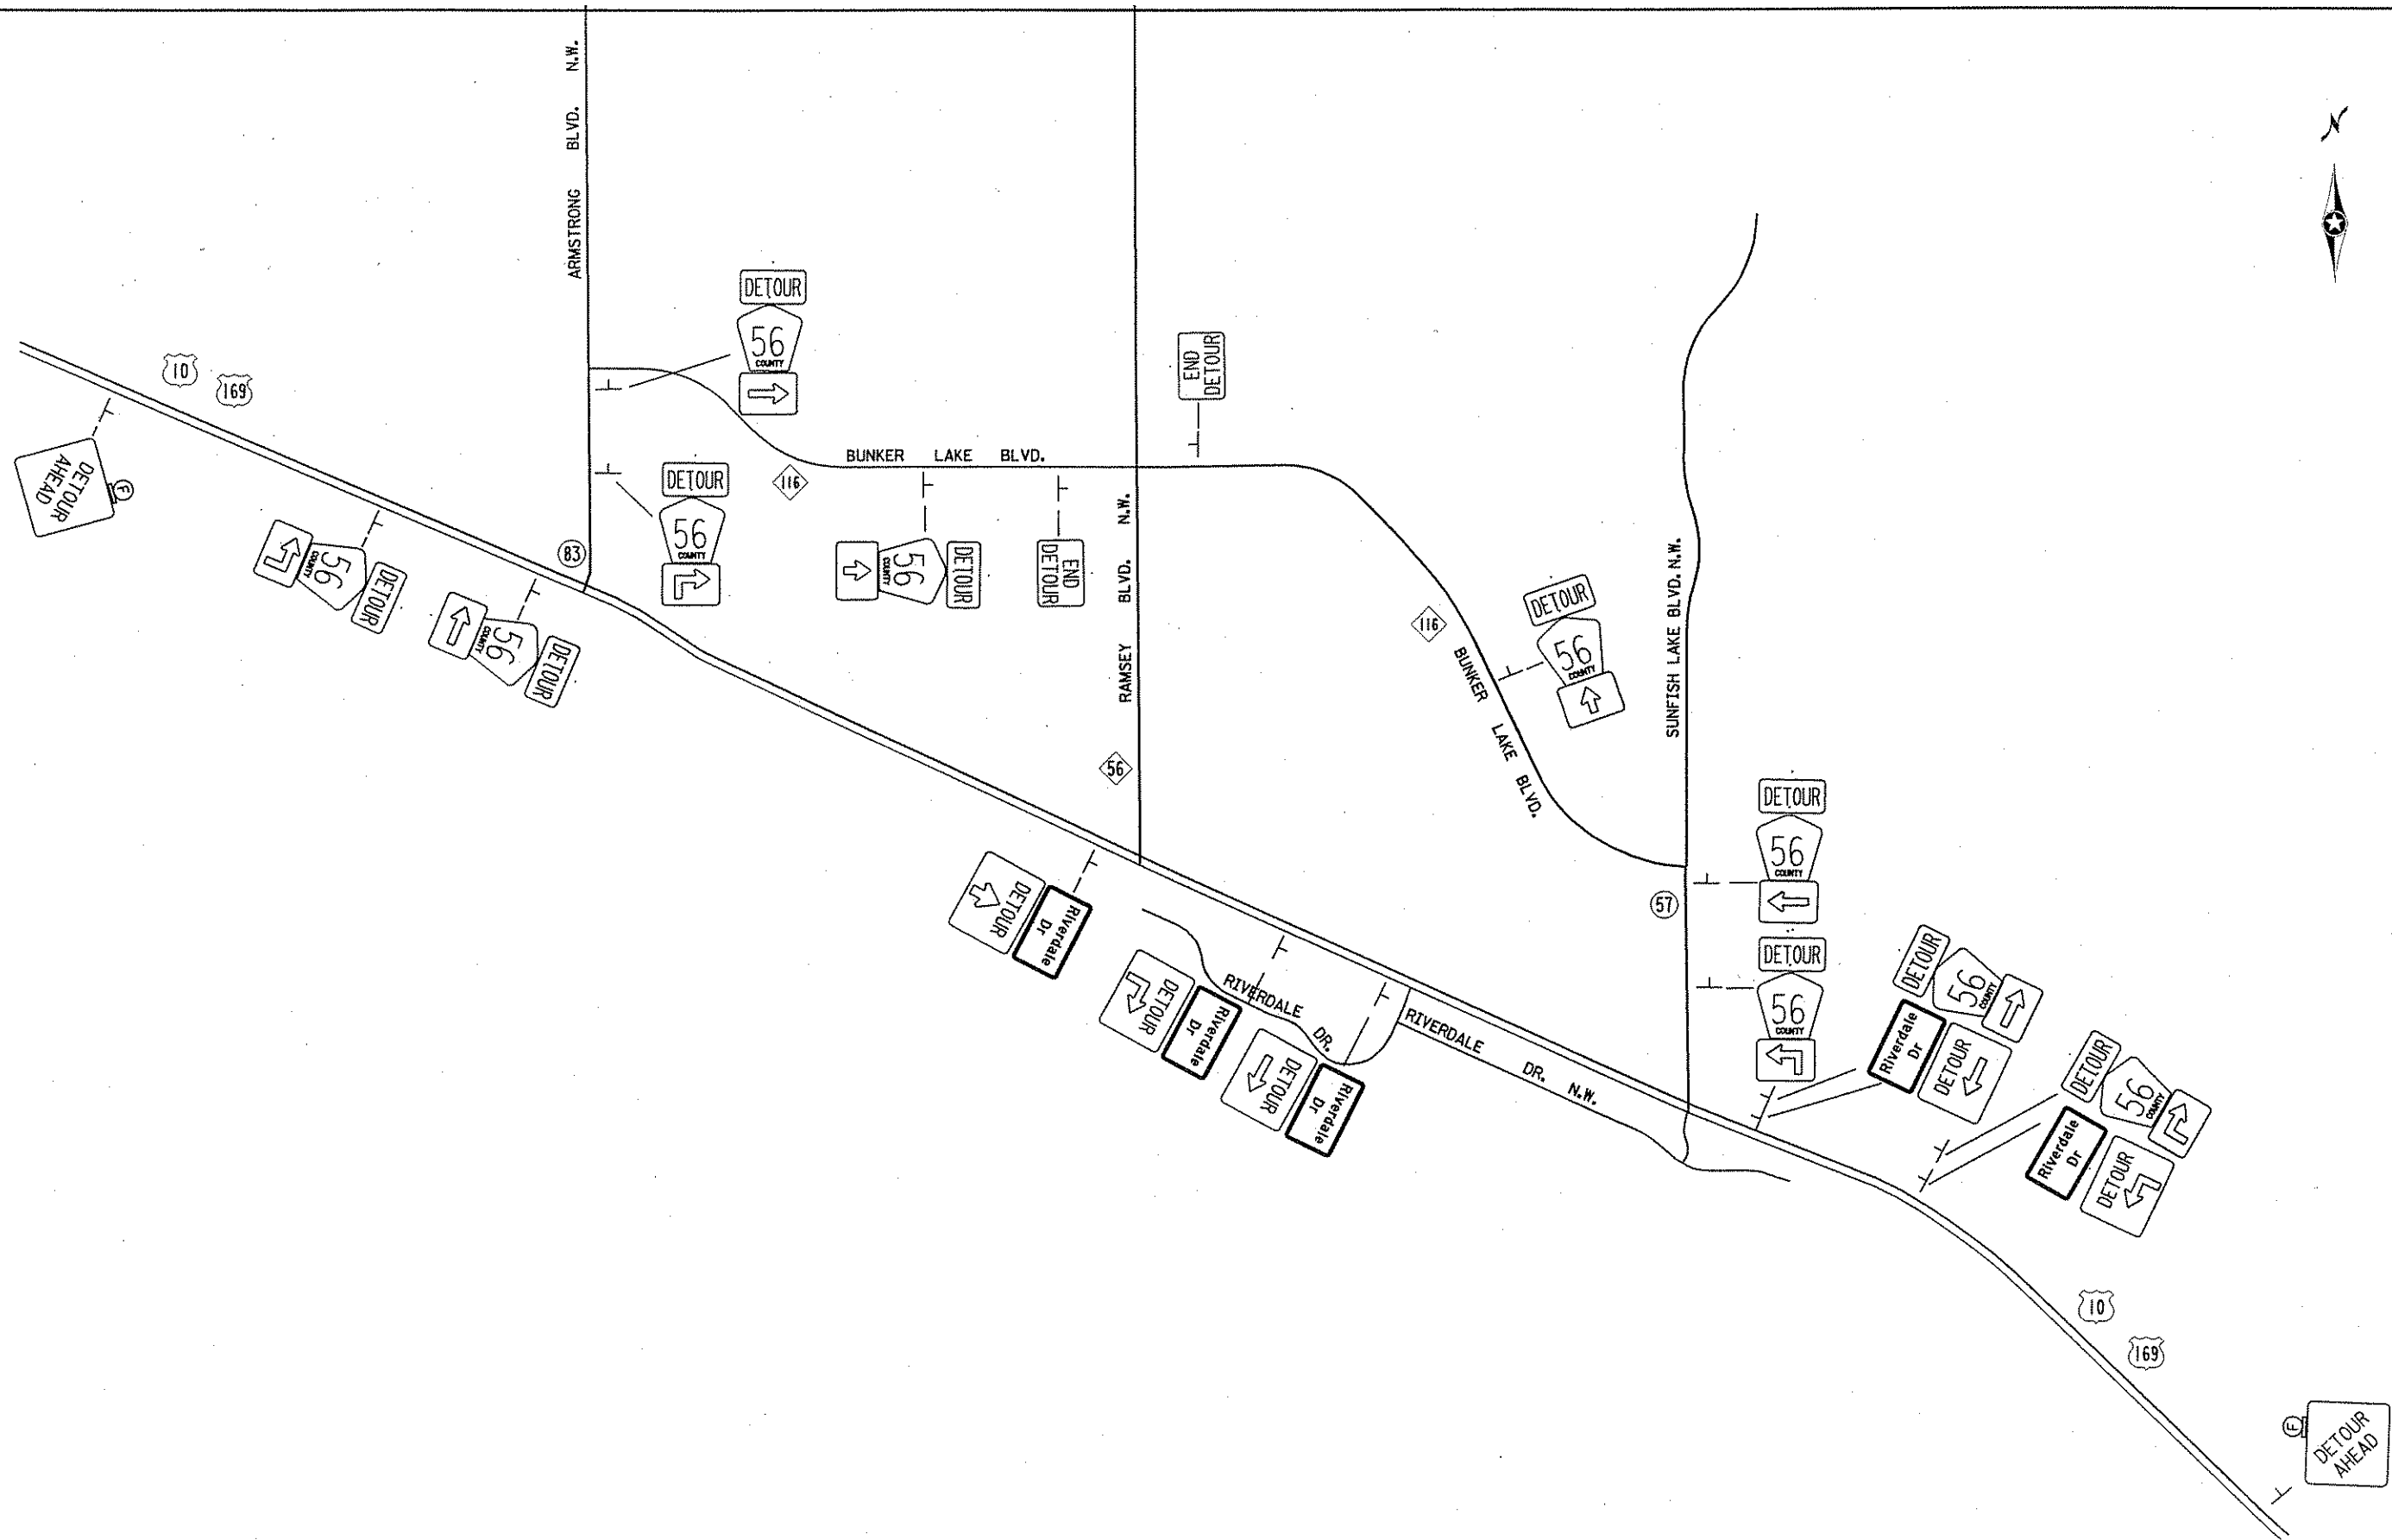 N
ARMSTRONG BLVD. N.W.
10
169
DETOUR
AHEAD
F
DETOUR
56
COUNTY
DETOUR
56
COUNTY
83
DETOUR
56
COUNTY
DETOUR
56
COUNTY
116
BUNKER LAKE BLVD.
DETOUR
56
COUNTY
END
DETOUR
END
DETOUR
RAMSEY BLVD. N.W.
56
116
BUNKER LAKE BLVD.
DETOUR
56
COUNTY
SUNFISH LAKE BLVD. N.W.
57
DETOUR
56
COUNTY
DETOUR
56
COUNTY
DETOUR
Riverdale
Dr
DETOUR
Riverdale
Dr
DETOUR
Riverdale
Dr
RIVERDALE DR.
RIVERDALE DR. N.W.
DETOUR
56
COUNTY
Riverdale
Dr
DETOUR
DETOUR
56
COUNTY
Riverdale
Dr
DETOUR
10
169
F
DETOUR
AHEAD